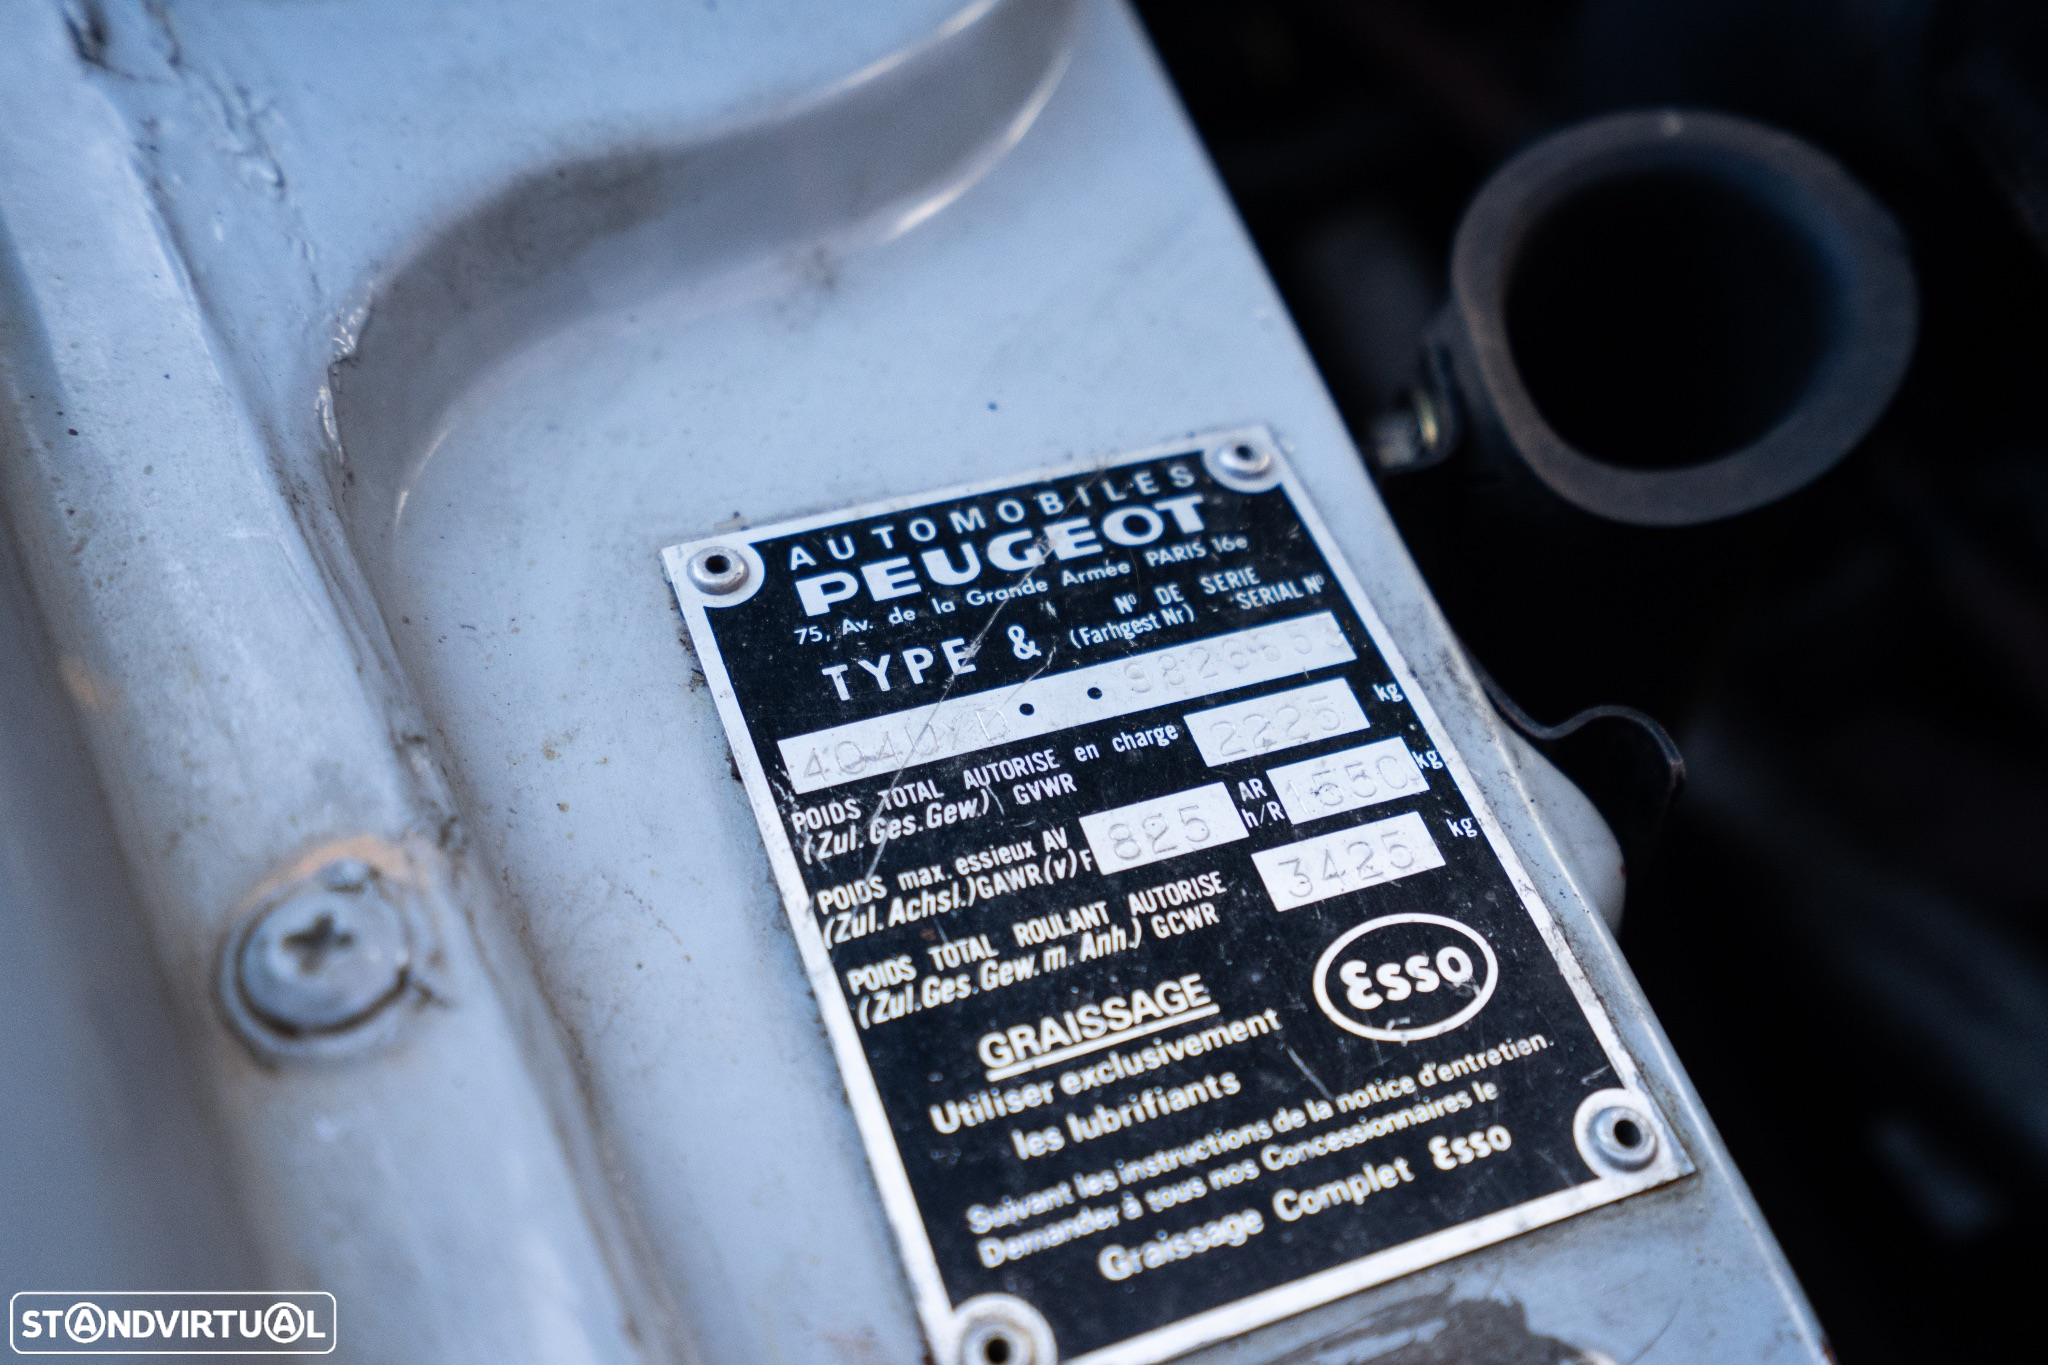 AUTOMOBILES
PEUGEOT
75, Av. de la Grande Armée PARIS 16e
TYPE & Nº DE SERIE
(Farhgest Nr) - SERIAL Nº
POIDS TOTAL AUTORISE en charge 2225 kg
(Zul. Ges. Gew) GVWR
POIDS max. essieux AV 825 AR 1550 kg
(Zul. Achsl.) GAWR (v) F h/R
POIDS TOTAL ROULANT AUTORISE 3425 kg
(Zul. Ges. Gew. m. Anh.) GCWR
GRAISSAGE
Esso
Utiliser exclusivement
les lubrifiants
Suivant les instructions de la notice d'entretien.
Demander à tous nos Concessionnaires le
Graissage Complet Esso
STANDVIRTUAL